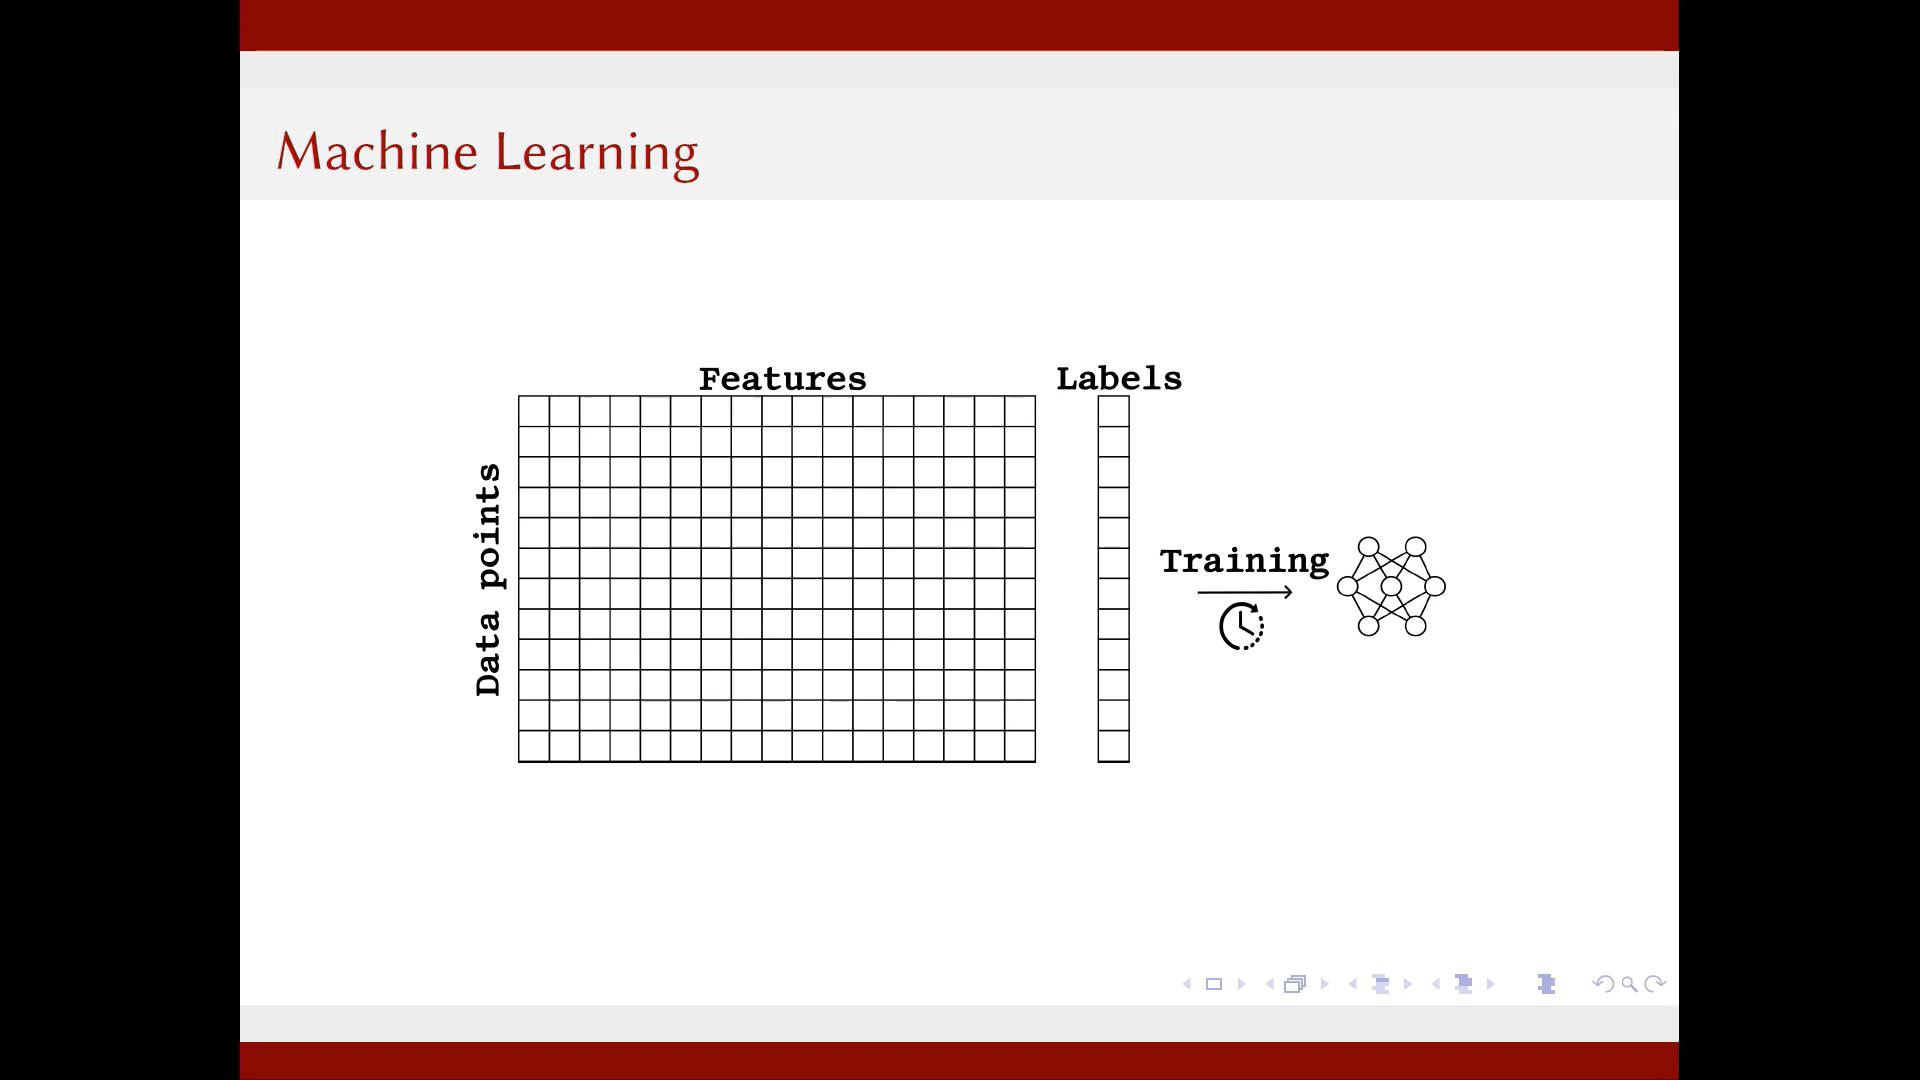 Machine Learning
Features
Labels
Data points
Training